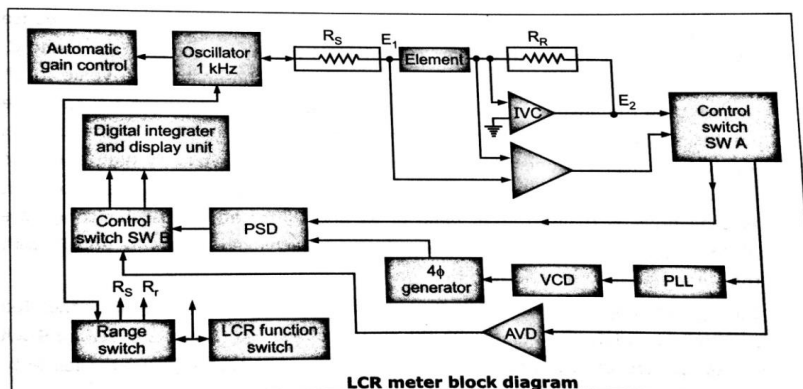 Automatic
gain control
Oscillator
1 kHz
RS
E1
Element
RR
IVC
E2
Control
switch
SW A
Digital integrater
and display unit
Control
switch SW B
PSD
4ϕ
generator
VCD
PLL
RS
Rr
AVD
Range
switch
LCR function
switch
LCR meter block diagram